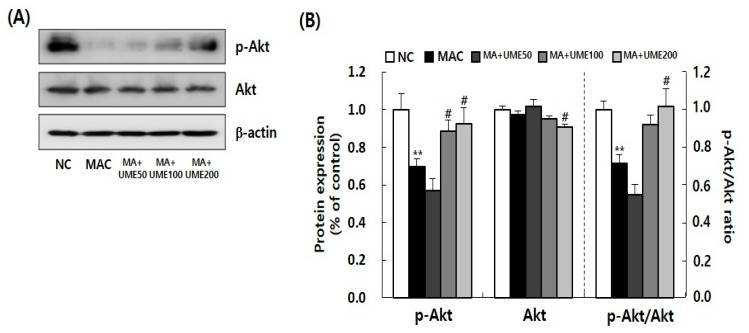 (A)
p-Akt
Akt
β-actin
NC MAC MA+ UME50 MA+ UME100 MA+ UME200
(B)
NC MAC MA+UME50 MA+UME100 MA+UME200
Protein expression
(% of control)
1.2
1.0
0.8
0.6
0.4
0.2
0.0
**
#
#
#
**
#
1.2
1.0
0.8
0.6
0.4
0.2
0.0
p-Akt/Akt ratio
p-Akt Akt p-Akt/Akt